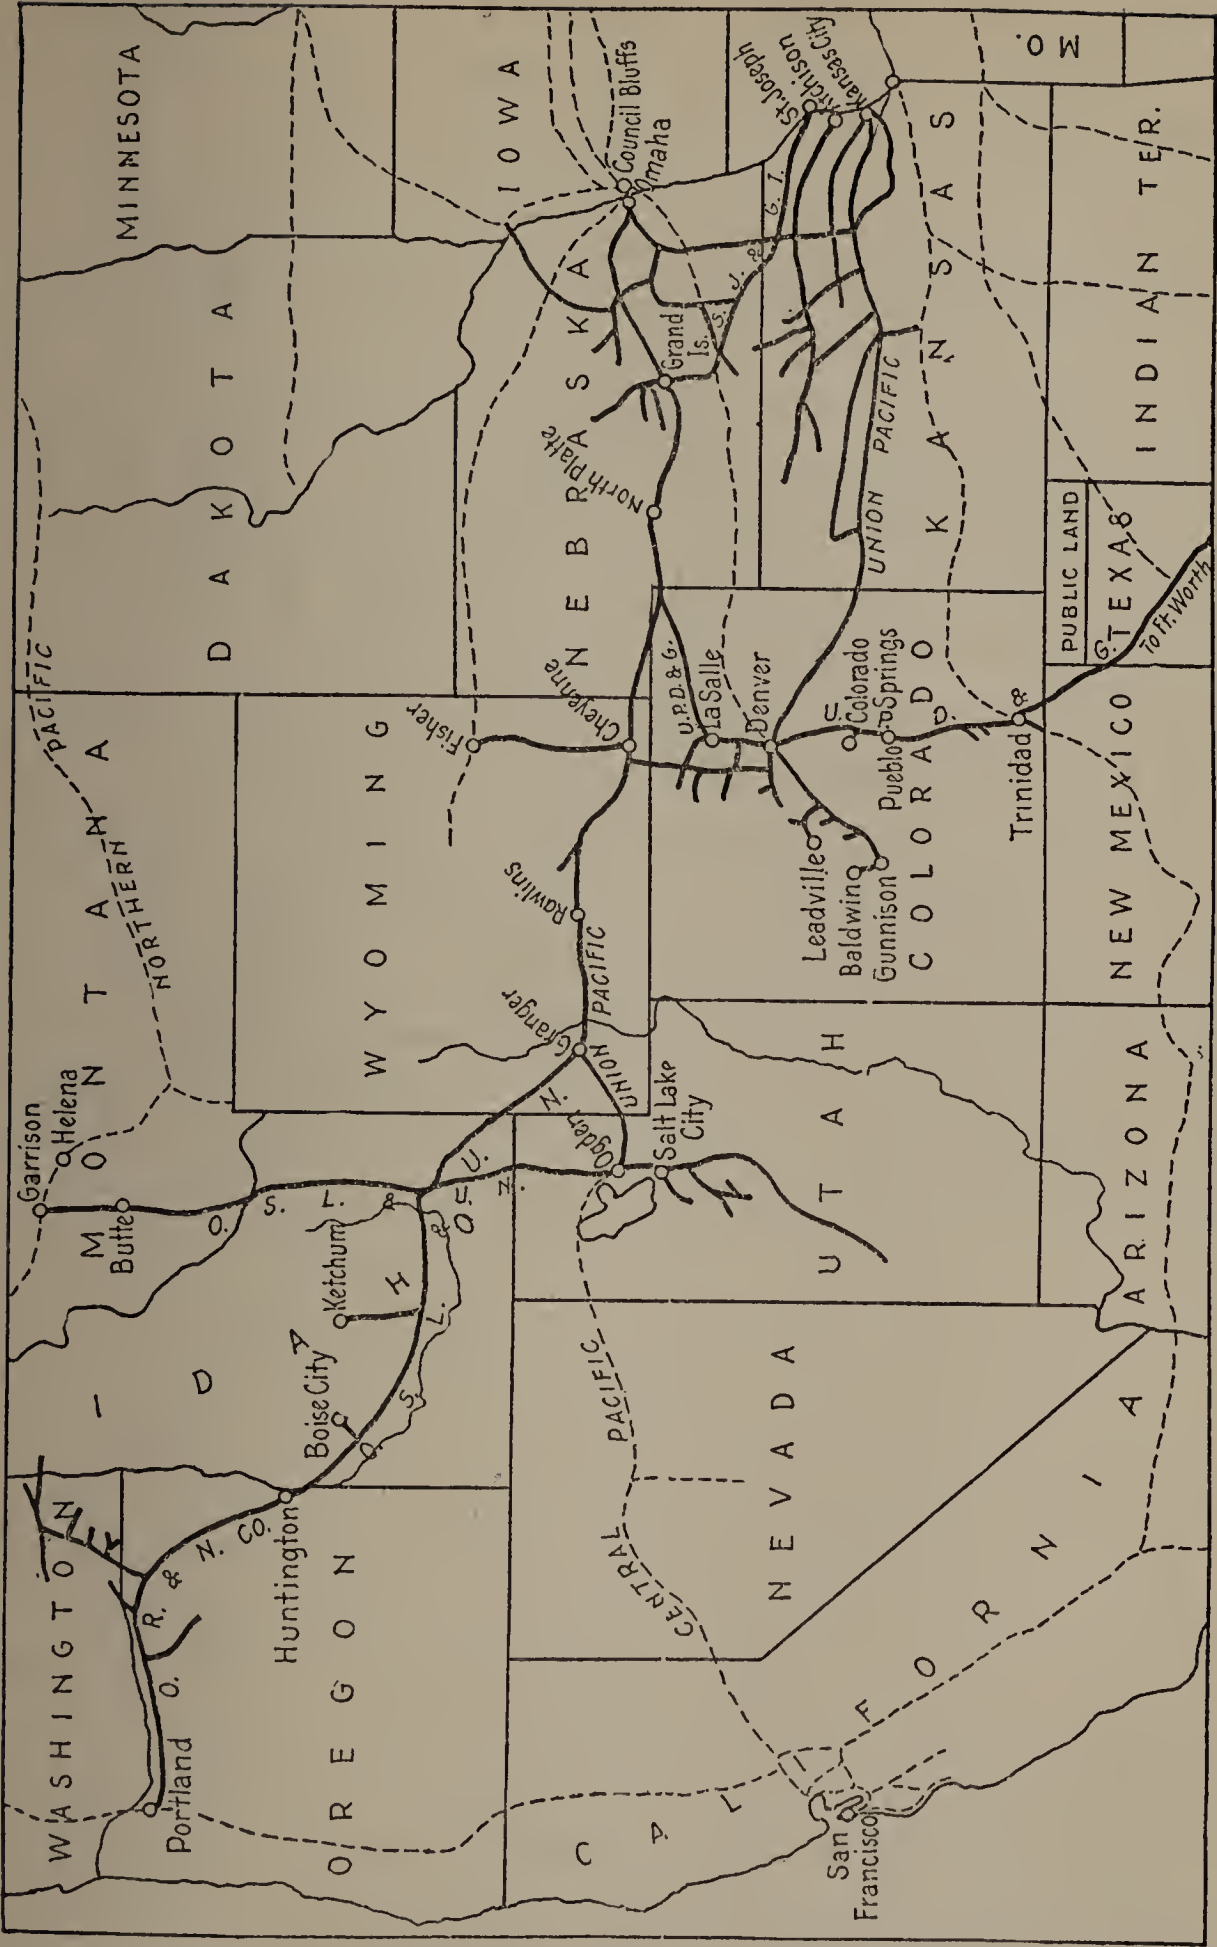 WASHINGTON
Portland
OREGON
O. R. & N. CO.
Huntington
Garrison
Helena
Butte
MONTANA
NORTHERN
PACIFIC
IDAHO
Boise City
Ketchum
O. S. L. & U. N.
O. S. L. & U. N.
DAKOTA
MINNESOTA
WYOMING
Granger
Rawlins
Fisher
Cheyenne
UNION PACIFIC
NEBRASKA
North Platte
Grand
Is.
S. J. & G. I.
IOWA
Council Bluffs
Omaha
St. Joseph
Atchison
Kansas City
MO.
CALIFORNIA
San
Francisco
CENTRAL PACIFIC
NEVADA
UTAH
Ogden
Salt Lake
City
COLORADO
U. P. D. & G.
La Salle
Denver
Leadville
Baldwin
Gunnison
Colorado
Springs
Pueblo
Trinidad
U. P. D. & G.
KANSAS
UNION PACIFIC
ARIZONA
NEW MEXICO
PUBLIC LAND
TEXAS
To Ft. Worth
INDIAN TER.